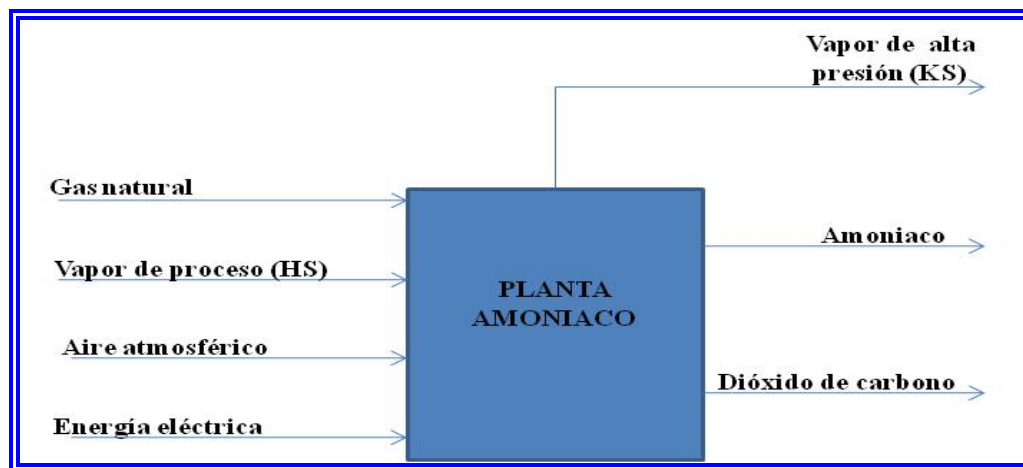 Vapor de alta
presión (KS)
Gas natural
Vapor de proceso (HS)
Aire atmosférico
Energía eléctrica
PLANTA
AMONIACO
Amoniaco
Dióxido de carbono